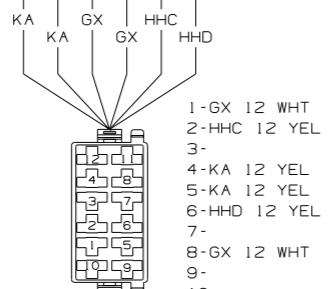 KA GX HHC
KA GX HHD
12 11
4 8
3 7
2 6
1 5
10 9
1-GX 12 WHT
2-HHC 12 YEL
3-
4-KA 12 YEL
5-KA 12 YEL
6-HHD 12 YEL
7-
8-GX 12 WHT
9-